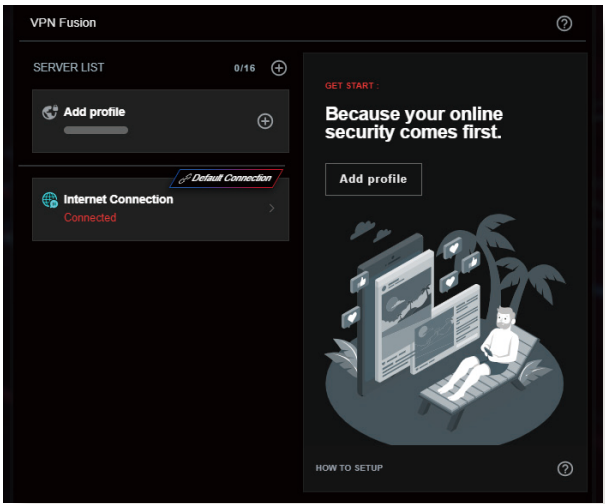 VPN Fusion
SERVER LIST 0/16
Add profile
Default Connection
Internet Connection
Connected
GET START :
Because your online
security comes first.
Add profile
HOW TO SETUP